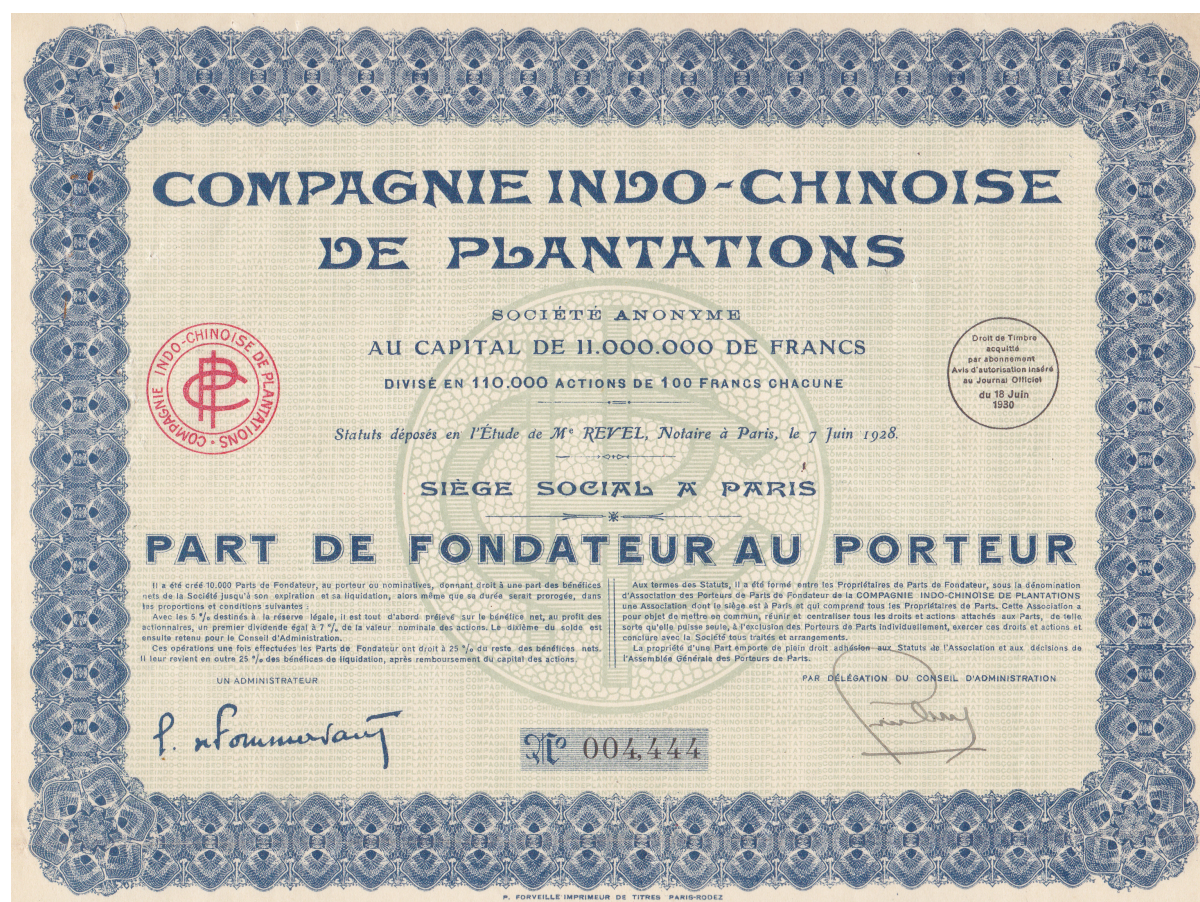 COMPAGNIE INDO-CHINOISE
DE PLANTATIONS
SOCIÉTÉ ANONYME
AU CAPITAL DE 11.000.000 DE FRANCS
DIVISÉ EN 110.000 ACTIONS DE 100 FRANCS CHACUNE
Statuts déposés en l'Étude de Me REVEL, Notaire à Paris, le 7 Juin 1928.
SIÈGE SOCIAL A PARIS
COMPAGNIE INDO-CHINOISE DE PLANTATIONS
Droit de Timbre
acquitté
par abonnement
Avis d'autorisation inséré
au Journal Officiel
du 18 Juin
1930
PART DE FONDATEUR AU PORTEUR
Il a été créé 10.000 Parts de Fondateur, au porteur ou nominatives, donnant droit à une part des bénéfices
nets de la Société jusqu'à son expiration et sa liquidation, alors même que sa durée serait prorogée, dans
les proportions et conditions suivantes :
Avec les 5 % destinés à la réserve légale, il est tout d'abord prélevé sur le bénéfice net, au profit des
actionnaires, un premier dividende égal à 7 % de la valeur nominale des actions. Le dixième du solde est
ensuite retenu pour le Conseil d'Administration.
Ces opérations une fois effectuées les Parts de Fondateur ont droit à 25 % du reste des bénéfices nets.
Il leur revient en outre 25 % des bénéfices de liquidation, après remboursement du capital des actions
Aux termes des Statuts, il a été formé entre les Propriétaires de Parts de Fondateur, sous la dénomination
d'Association des Porteurs de Parts de Fondateur de la COMPAGNIE INDO-CHINOISE DE PLANTATIONS
une Association dont le siège est à Paris et qui comprend tous les Propriétaires de Parts. Cette Association a
pour objet de mettre en commun, réunir et centraliser tous les droits et actions attachés aux Parts, de telle
sorte qu'elle puisse seule, à l'exclusion des Porteurs de Parts individuellement, exercer ces droits et actions et
conclure avec la Société tous traités et arrangements.
La propriété d'une Part emporte de plein droit adhésion aux Statuts de l'Association et aux décisions de
l'Assemblée Générale des Porteurs de Parts.
UN ADMINISTRATEUR
PAR DÉLÉGATION DU CONSEIL D'ADMINISTRATION
No 004,444
P. FORVEILLE IMPRIMEUR DE TITRES PARIS-RODEZ